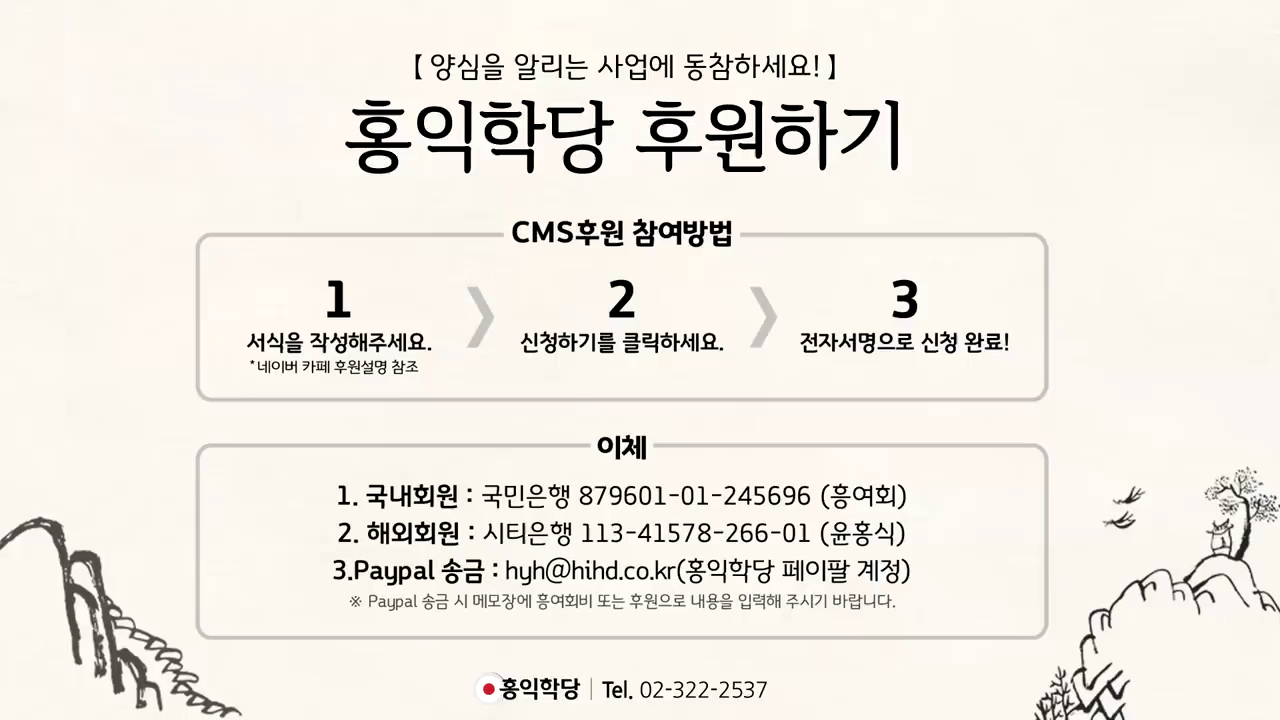 【 양심을 알리는 사업에 동참하세요! 】
홍익학당 후원하기
CMS후원 참여방법
1
서식을 작성해주세요.
*네이버 카페 후원설명 참조
2
신청하기를 클릭하세요.
3
전자서명으로 신청 완료!
이체
1. 국내회원 : 국민은행 879601-01-245696 (흥여회)
2. 해외회원 : 시티은행 113-41578-266-01 (윤홍식)
3.Paypal 송금 : hyh@hihd.co.kr(홍익학당 페이팔 계정)
※ Paypal 송금 시 메모장에 흥여회비 또는 후원으로 내용을 입력해 주시기 바랍니다.
홍익학당 | Tel. 02-322-2537